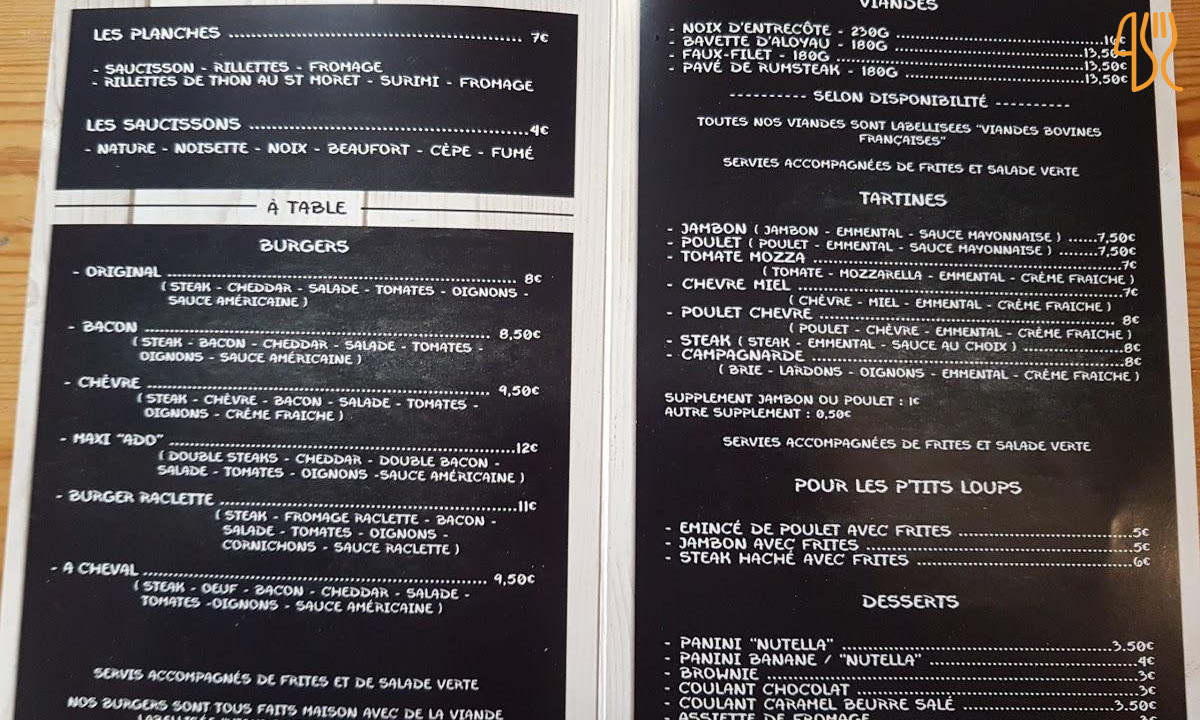 LES PLANCHES 7€
- SAUCISSON - RILLETTES - FROMAGE
- RILLETTES DE THON AU ST MORET - SURIMI - FROMAGE
LES SAUCISSONS 4€
- NATURE - NOISETTE - NOIX - BEAUFORT - CÈPE - FUMÉ
À TABLE
BURGERS
- ORIGINAL 8€
( STEAK - CHEDDAR - SALADE - TOMATES - OIGNONS -
SAUCE AMÉRICAINE )
- BACON 8,50€
( STEAK - BACON - CHEDDAR - SALADE - TOMATES -
OIGNONS - SAUCE AMÉRICAINE )
- CHÈVRE 9,50€
( STEAK - CHÈVRE - BACON - SALADE - TOMATES -
OIGNONS - CRÈME FRAICHE )
- MAXI "ADO" 12€
( DOUBLE STEAKS - CHEDDAR - DOUBLE BACON -
SALADE - TOMATES - OIGNONS -SAUCE AMÉRICAINE )
- BURGER RACLETTE 11€
( STEAK - FROMAGE RACLETTE - BACON -
SALADE - TOMATES - OIGNONS -
CORNICHONS - SAUCE RACLETTE )
- A CHEVAL 9,50€
( STEAK - OEUF - BACON - CHEDDAR - SALADE -
TOMATES -OIGNONS - SAUCE AMÉRICAINE )
SERVIS ACCOMPAGNÉS DE FRITES ET DE SALADE VERTE
NOS BURGERS SONT TOUS FAITS MAISON AVEC DE LA VIANDE
VIANDES
- NOIX D'ENTRECÔTE - 230G
- BAVETTE D'ALOYAU - 180G 13,50€
- FAUX-FILET - 180G 13,50€
- PAVÉ DE RUMSTEAK - 180G 13,50€
---------- SELON DISPONIBILITÉ ----------
TOUTES NOS VIANDES SONT LABELLISEES "VIANDES BOVINES
FRANÇAISES"
SERVIES ACCOMPAGNÉES DE FRITES ET SALADE VERTE
TARTINES
- JAMBON ( JAMBON - EMMENTAL - SAUCE MAYONNAISE ) 7,50€
- POULET ( POULET - EMMENTAL - SAUCE MAYONNAISE ) 7,50€
- TOMATE MOZZA 7€
( TOMATE - MOZZARELLA - EMMENTAL - CRÈME FRAICHE )
- CHEVRE MIEL 7€
( CHÈVRE - MIEL - EMMENTAL - CRÈME FRAICHE )
- POULET CHEVRE 8€
( POULET - CHÈVRE - EMMENTAL - CRÈME FRAICHE )
- STEAK ( STEAK - EMMENTAL - SAUCE AU CHOIX ) 8€
- CAMPAGNARDE 8€
( BRIE - LARDONS - OIGNONS - EMMENTAL - CRÈME FRAICHE )
SUPPLEMENT JAMBON OU POULET : 1€
AUTRE SUPPLEMENT : 0,50€
SERVIES ACCOMPAGNÉES DE FRITES ET SALADE VERTE
POUR LES P'TITS LOUPS
- EMINCÉ DE POULET AVEC FRITES 5€
- JAMBON AVEC FRITES 5€
- STEAK HACHÉ AVEC FRITES 6€
DESSERTS
- PANINI "NUTELLA" 3.50€
- PANINI BANANE / "NUTELLA" 4€
- BROWNIE 3€
- COULANT CHOCOLAT 3€
- COULANT CARAMEL BEURRE SALÉ 3.50€
- ASSIETTE DE FROMAGE